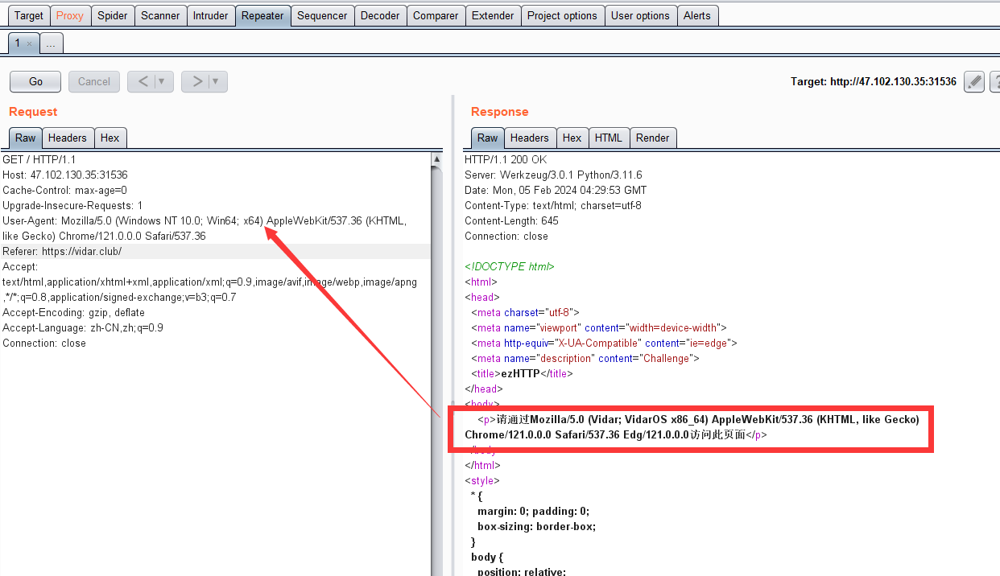 Target Proxy Spider Scanner Intruder Repeater Sequencer Decoder Comparer Extender Project options User options Alerts
1 × ...
Go Cancel < ▼ > ▼ Target: http://47.102.130.35:31536 ?
Request
Raw Headers Hex
GET / HTTP/1.1
Host: 47.102.130.35:31536
Cache-Control: max-age=0
Upgrade-Insecure-Requests: 1
User-Agent: Mozilla/5.0 (Windows NT 10.0; Win64; x64) AppleWebKit/537.36 (KHTML,
like Gecko) Chrome/121.0.0.0 Safari/537.36
Referer: https://vidar.club/
Accept:
text/html,application/xhtml+xml,application/xml;q=0.9,image/avif,image/webp,image/apng
,*/*;q=0.8,application/signed-exchange;v=b3;q=0.7
Accept-Encoding: gzip, deflate
Accept-Language: zh-CN,zh;q=0.9
Connection: close
Response
Raw Headers Hex HTML Render
HTTP/1.1 200 OK
Server: Werkzeug/3.0.1 Python/3.11.6
Date: Mon, 05 Feb 2024 04:29:53 GMT
Content-Type: text/html; charset=utf-8
Content-Length: 645
Connection: close
<!DOCTYPE html>
<html>
<head>
<meta charset="utf-8">
<meta name="viewport" content="width=device-width">
<meta http-equiv="X-UA-Compatible" content="ie=edge">
<meta name="description" content="Challenge">
<title>ezHTTP</title>
</head>
<body>
<p>请通过Mozilla/5.0 (Vidar; VidarOS x86_64) AppleWebKit/537.36 (KHTML, like Gecko)
Chrome/121.0.0.0 Safari/537.36 Edg/121.0.0.0访问此页面</p>
</body>
</html>
<style>
* {
margin: 0; padding: 0;
box-sizing: border-box;
}
body {
position: relative;